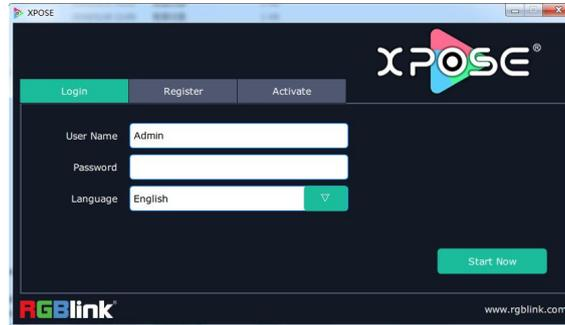 XPOSE
XPOSE®
Login Register Activate
User Name Admin
Password
Language English
Start Now
RGBlink®
www.rgblink.com